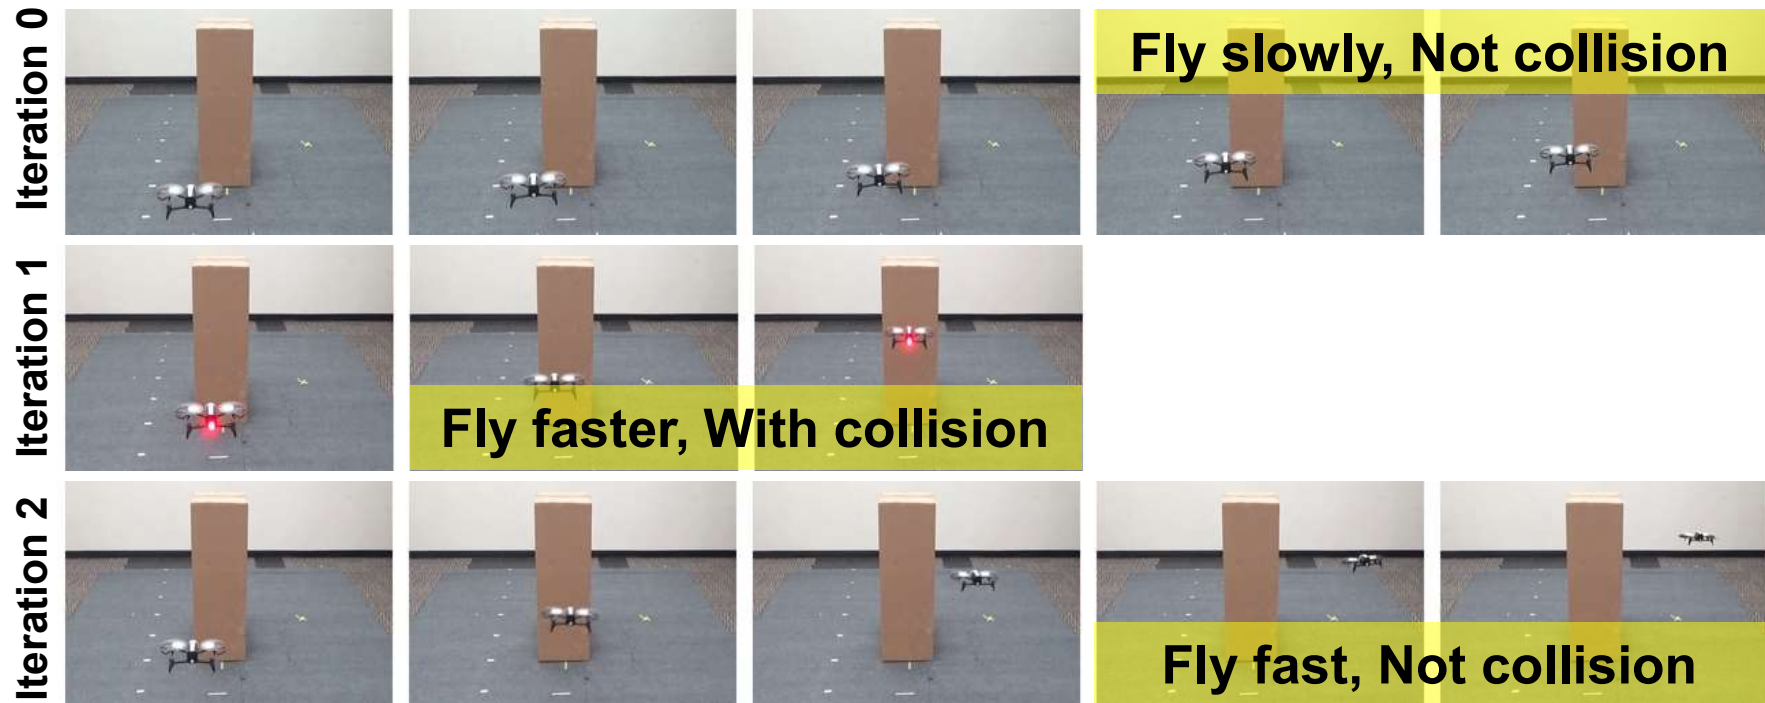 Iteration 0
Fly slowly, Not collision
Iteration 1
Fly faster, With collision
Iteration 2
Fly fast, Not collision